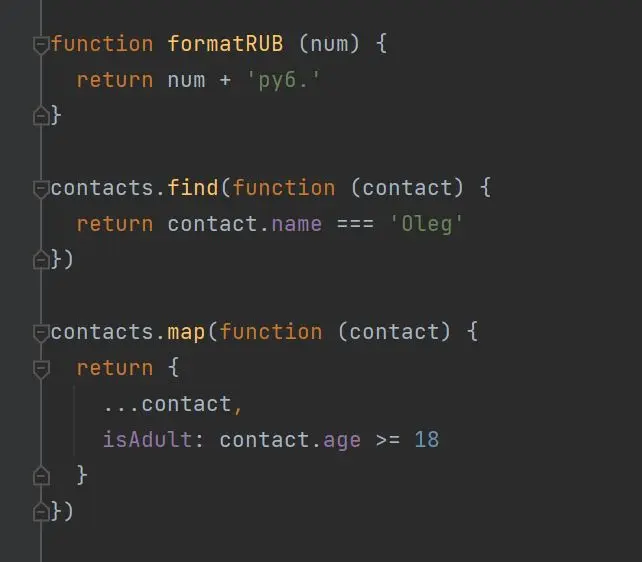 function formatRUB (num) {
  return num + 'руб.'
}

contacts.find(function (contact) {
  return contact.name === 'Oleg'
})

contacts.map(function (contact) {
  return {
    ...contact,
    isAdult: contact.age >= 18
  }
})